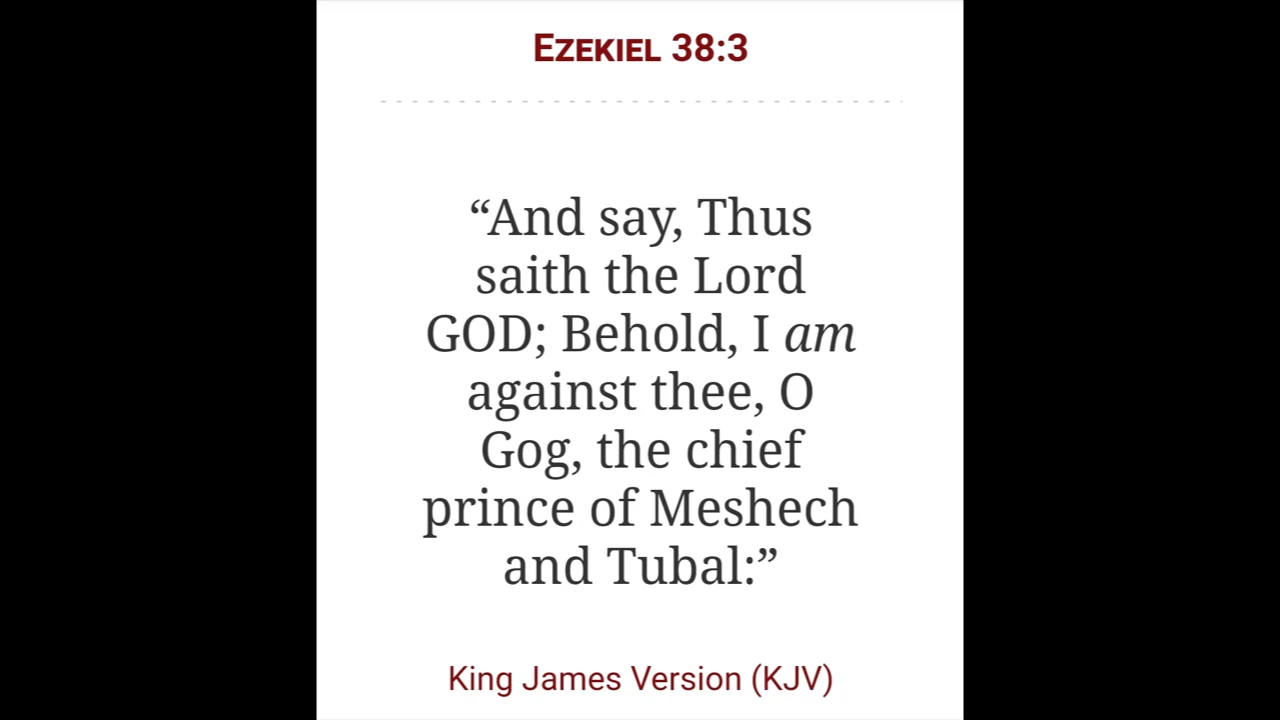 EZEKIEL 38:3
“And say, Thus
saith the Lord
GOD; Behold, I am
against thee, O
Gog, the chief
prince of Meshech
and Tubal:”
King James Version (KJV)